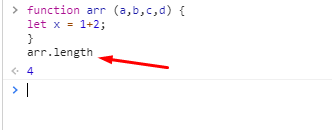 > function arr (a,b,c,d) {
let x = 1+2;
}
arr.length
<· 4
>